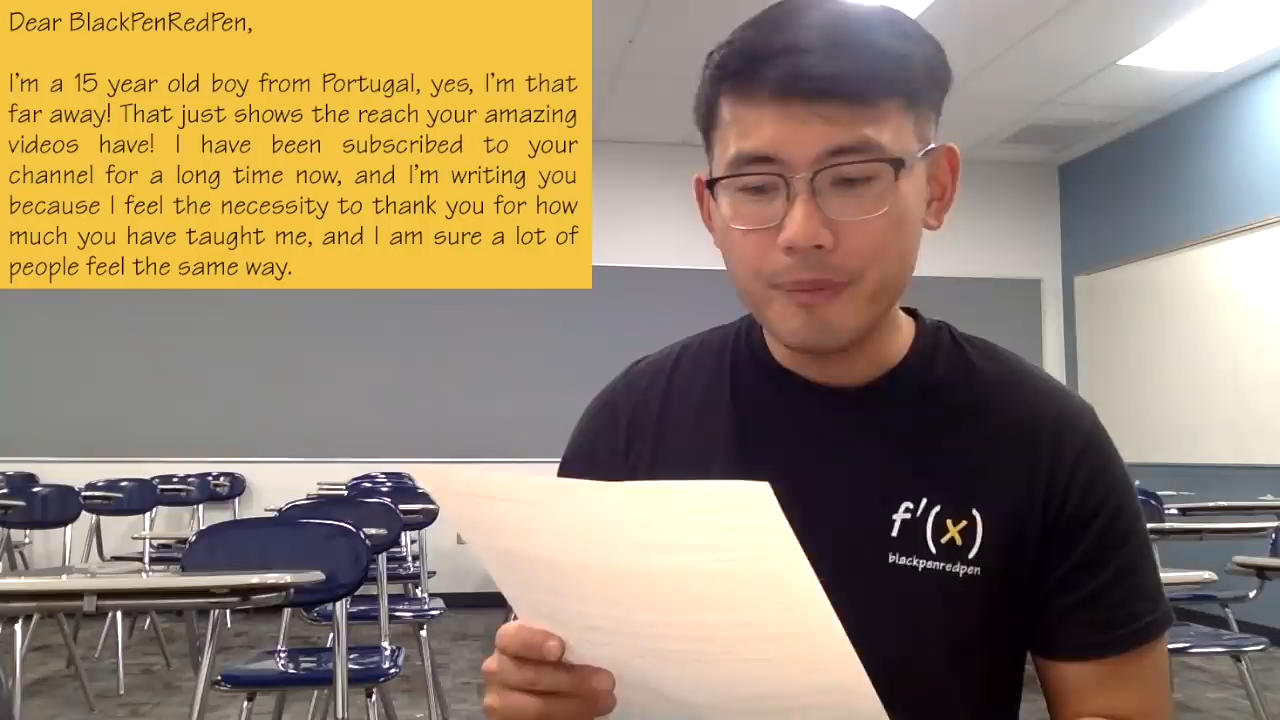 Dear BlackPenRedPen,
I'm a 15 year old boy from Portugal, yes, I'm that
far away! That just shows the reach your amazing
videos have! I have been subscribed to your
channel for a long time now, and I'm writing you
because I feel the necessity to thank you for how
much you have taught me, and I am sure a lot of
people feel the same way.
f'(x)
blackpenredpen